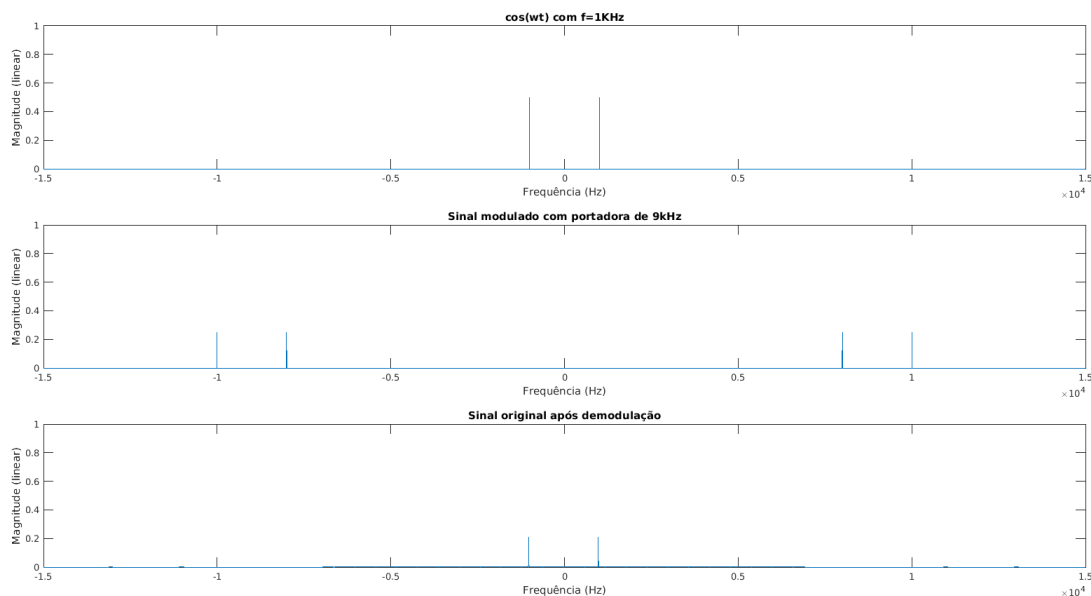 cos(wt) com f=1KHz
Magnitude (linear)
1
0.8
0.6
0.4
0.2
0
-1.5 -1 -0.5 0 0.5 1 1.5
Frequência (Hz)
×10⁴
Sinal modulado com portadora de 9kHz
Magnitude (linear)
1
0.8
0.6
0.4
0.2
0
-1.5 -1 -0.5 0 0.5 1 1.5
Frequência (Hz)
×10⁴
Sinal original após demodulação
Magnitude (linear)
1
0.8
0.6
0.4
0.2
0
-1.5 -1 -0.5 0 0.5 1 1.5
Frequência (Hz)
×10⁴